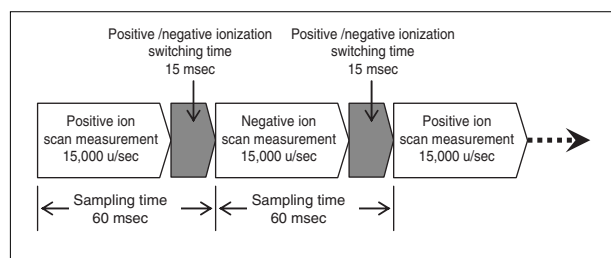 Positive /negative ionization
switching time
15 msec
Positive /negative ionization
switching time
15 msec
Positive ion
scan measurement
15,000 u/sec
Negative ion
scan measurement
15,000 u/sec
Positive ion
scan measurement
15,000 u/sec
Sampling time
60 msec
Sampling time
60 msec